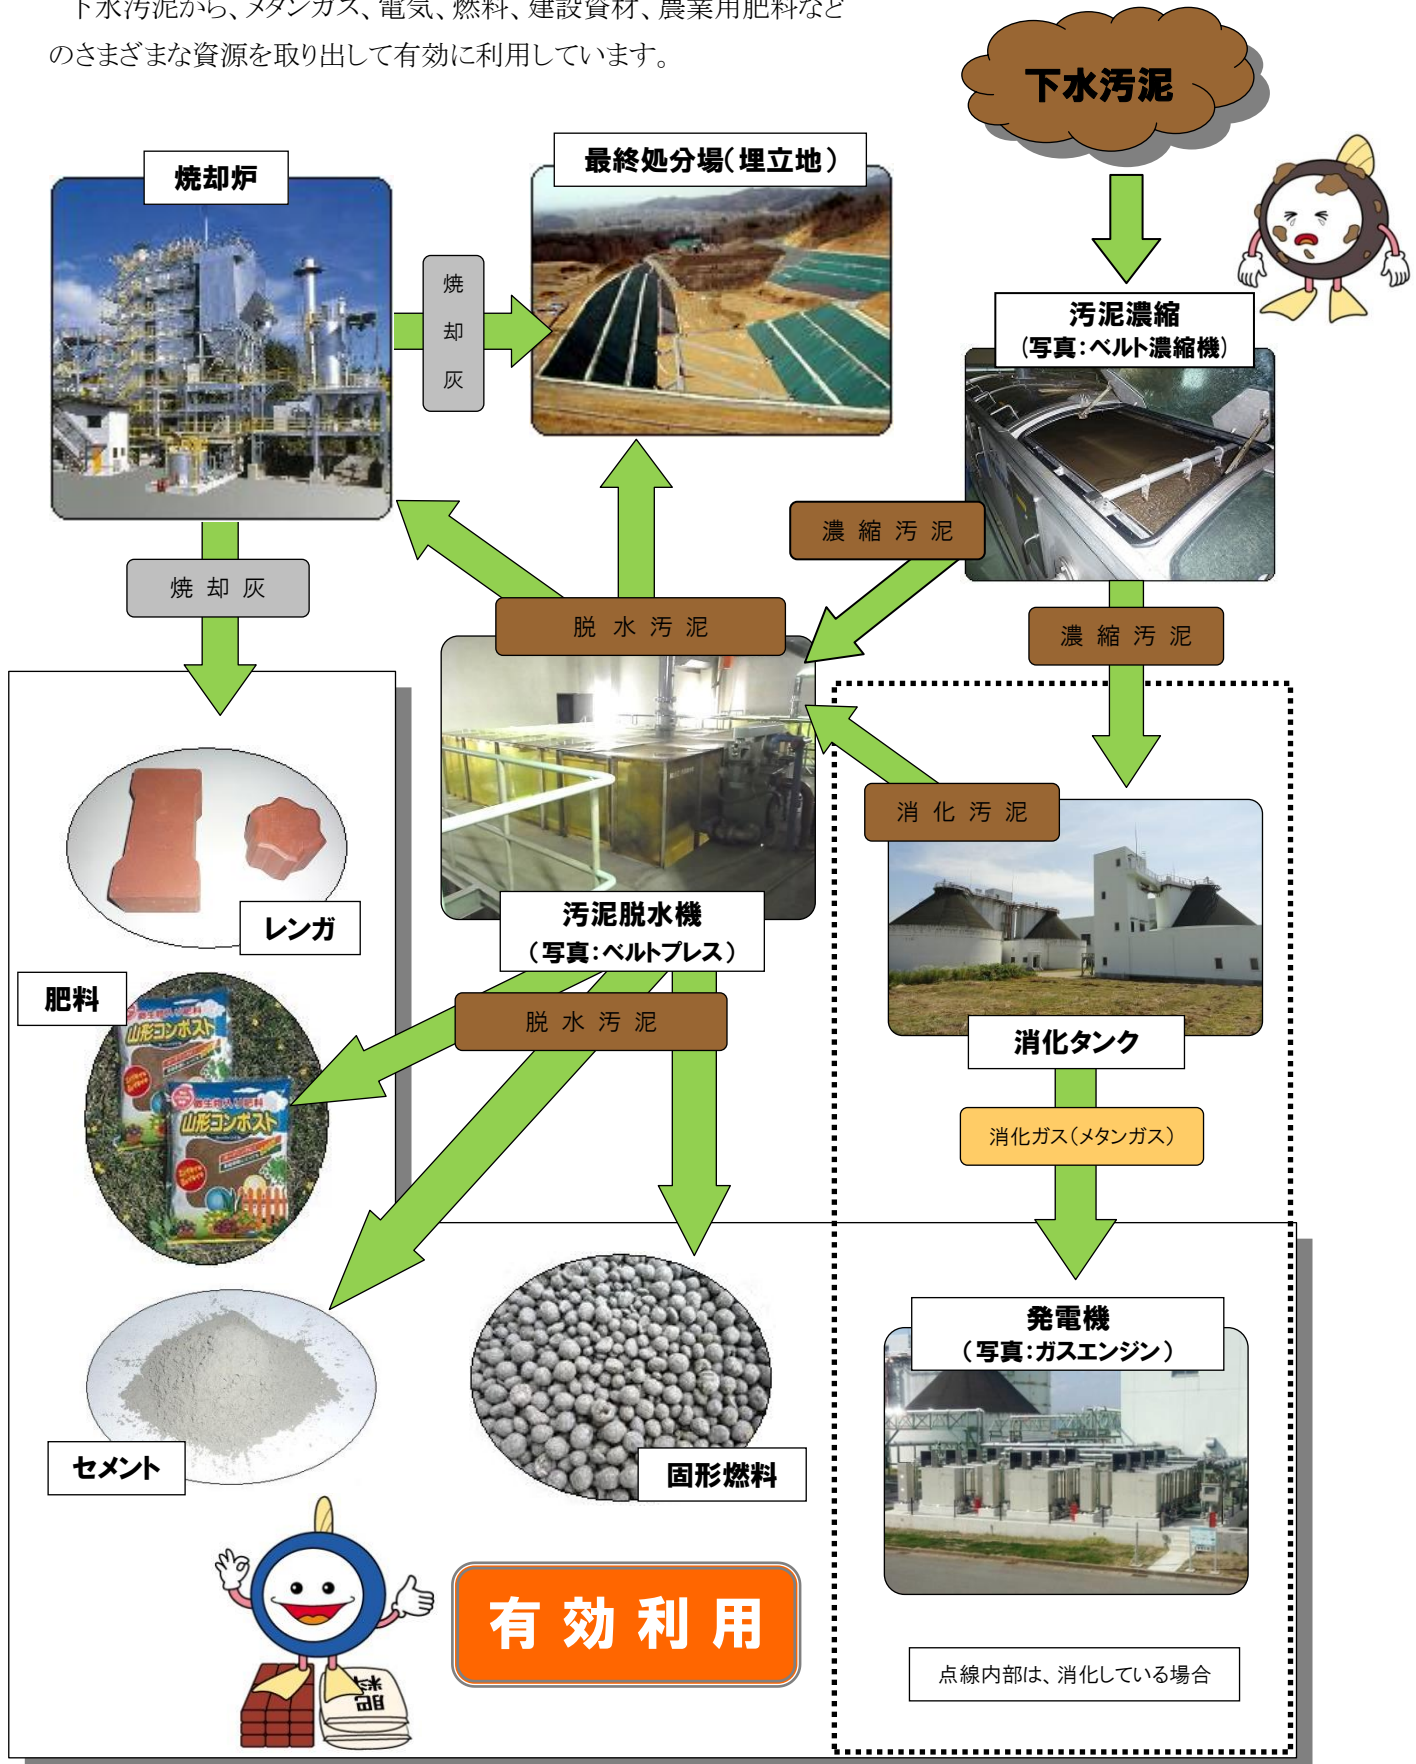 下水汚泥から、メタンガス、電気、燃料、建設資材、農業用肥料など
のさまざまな資源を取り出して有効に利用しています。
下水汚泥
焼却炉
最終処分場(埋立地)
焼却灰
汚泥濃縮
(写真:ベルト濃縮機)
濃縮汚泥
焼却灰
脱水汚泥
濃縮汚泥
消化汚泥
レンガ
汚泥脱水機
(写真:ベルトプレス)
肥料
山形コンポスト
山形コンポスト
脱水汚泥
消化タンク
消化ガス(メタンガス)
発電機
(写真:ガスエンジン)
セメント
固形燃料
有効利用
肥料
点線内部は、消化している場合